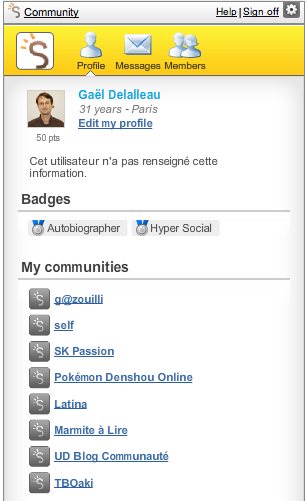 Community Help | Sign off
Profile Messages Members
Gaël Delalleau
31 years - Paris
Edit my profile
50 pts
Cet utilisateur n'a pas renseigné cette
information.
Badges
Autobiographer Hyper Social
My communities
g@zouilli
self
SK Passion
Pokémon Denshou Online
Latina
Marmite à Lire
UD Blog Communauté
TBOaki